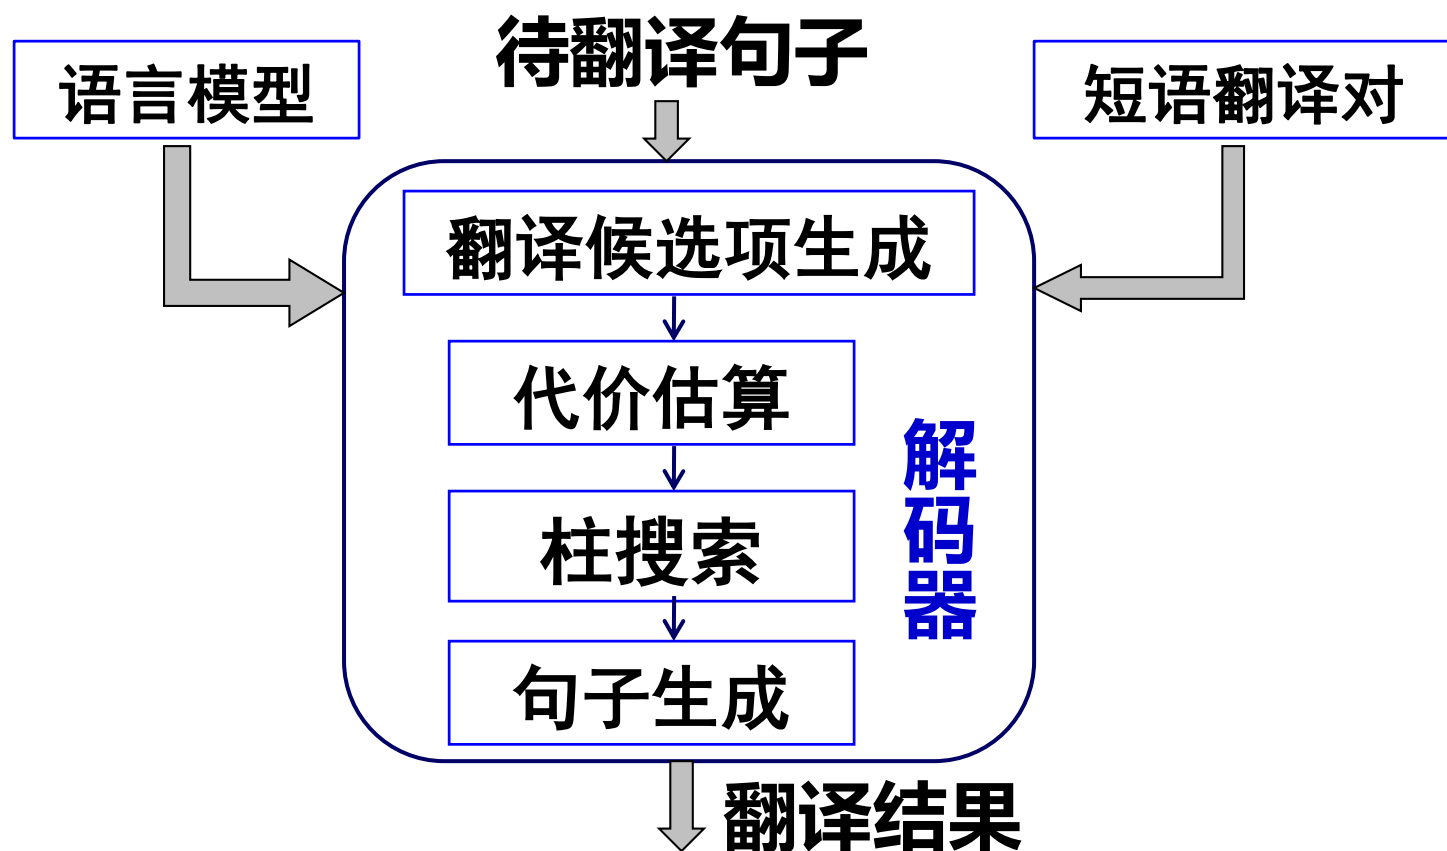 待翻译句子
语言模型
短语翻译对
翻译候选项生成
代价估算
柱搜索
句子生成
解码器
翻译结果